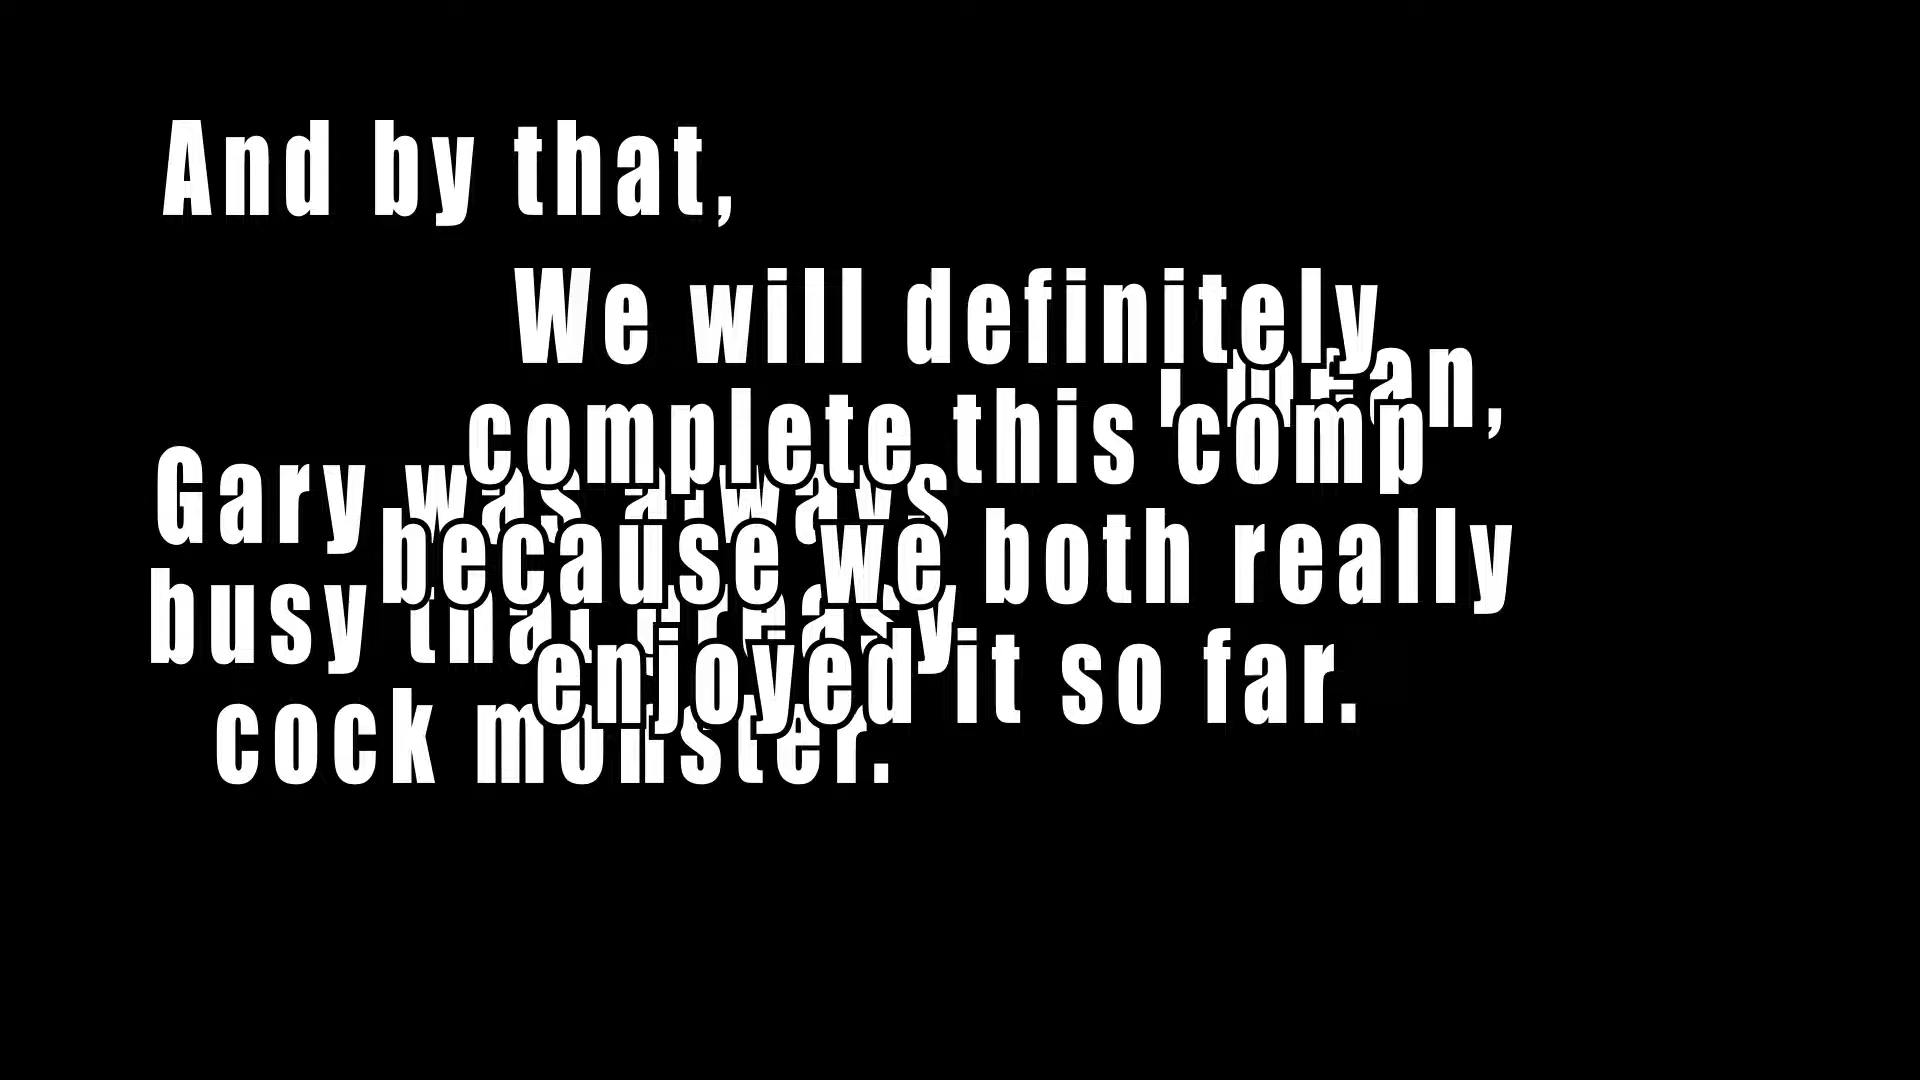 And by that,
We will definitely
I mean,
complete this comp
Gary was always
because we both really
busy that greasy
enjoyed it so far.
cock monster.